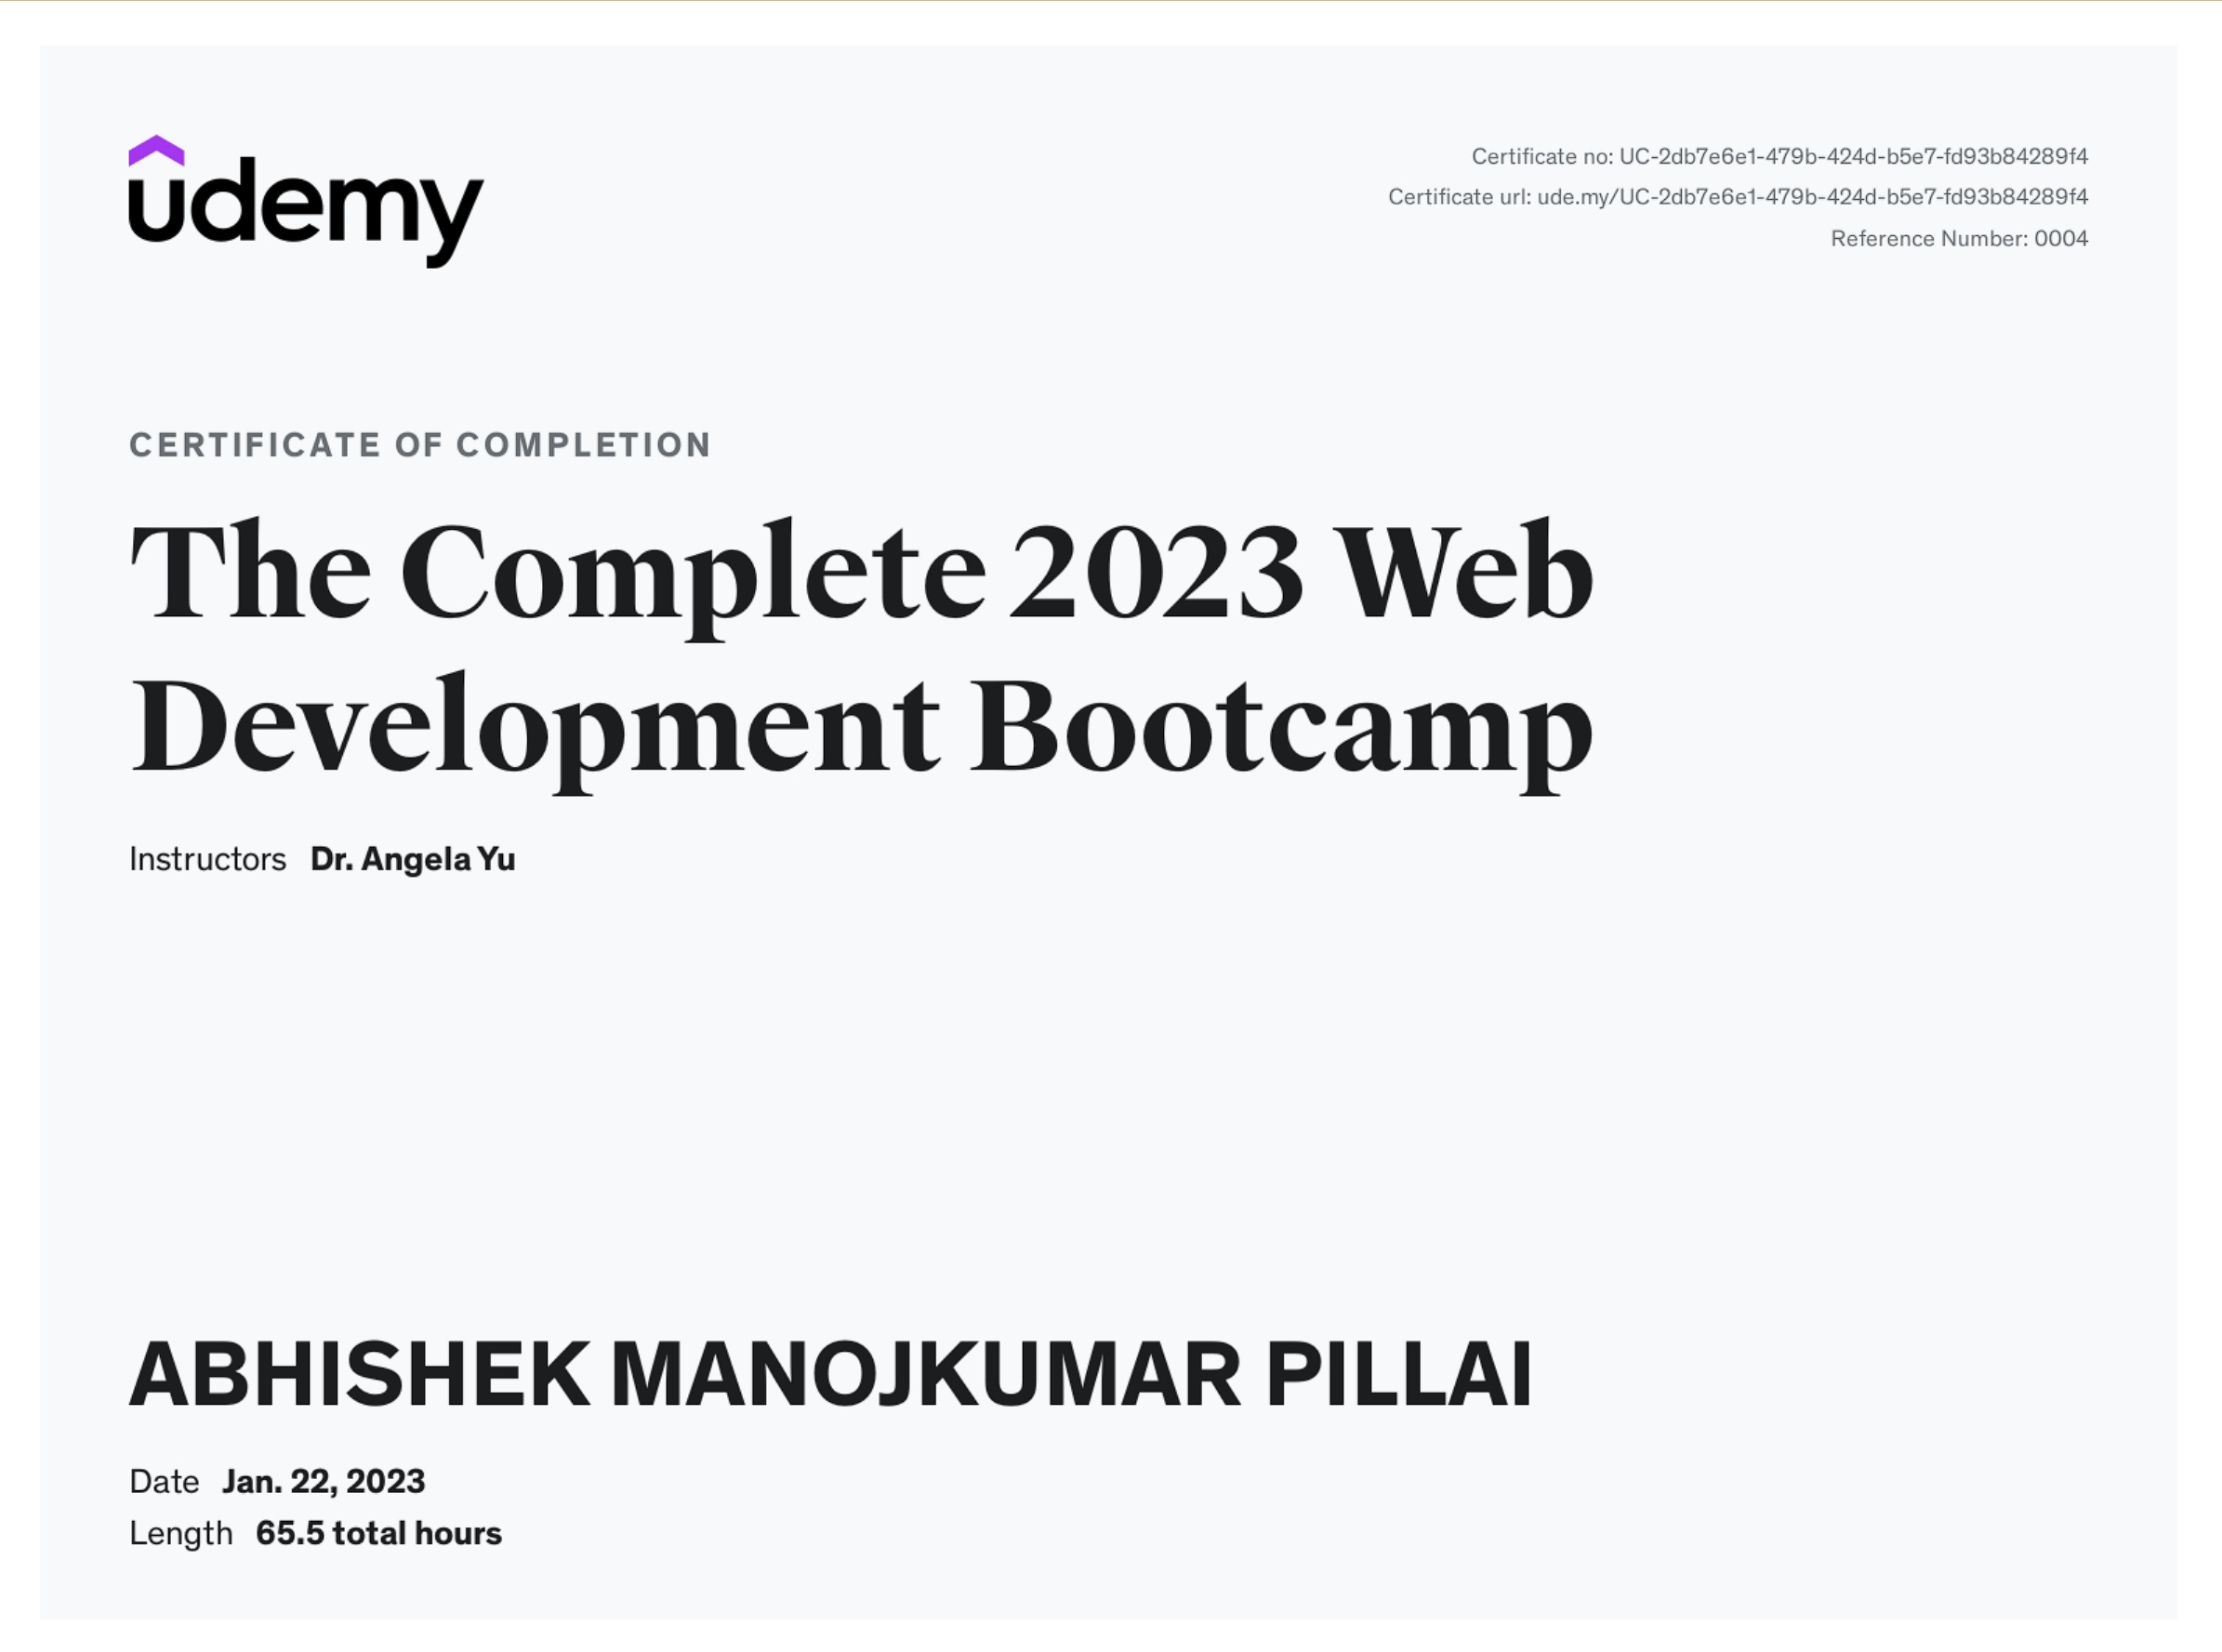 udemy
Certificate no: UC-2db7e6e1-479b-424d-b5e7-fd93b84289f4
Certificate url: ude.my/UC-2db7e6e1-479b-424d-b5e7-fd93b84289f4
Reference Number: 0004
CERTIFICATE OF COMPLETION
The Complete 2023 Web
Development Bootcamp
Instructors Dr. Angela Yu
ABHISHEK MANOJKUMAR PILLAI
Date Jan. 22, 2023
Length 65.5 total hours